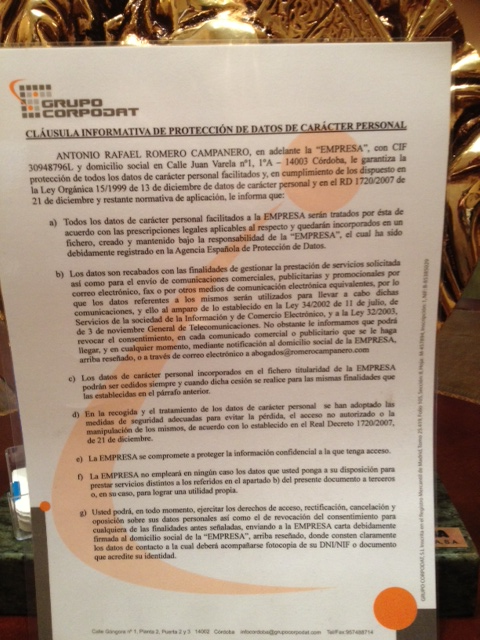 GRUPO
CORPODAT
CLÁUSULA INFORMATIVA DE PROTECCIÓN DE DATOS DE CARÁCTER PERSONAL
ANTONIO RAFAEL ROMERO CAMPANERO, en adelante la "EMPRESA", con CIF
30948796L y domicilio social en Calle Juan Varela nº1, 1ºA – 14003 Córdoba, le garantiza la
protección de todos los datos de carácter personal facilitados y, en cumplimiento de los dispuesto en
la Ley Orgánica 15/1999 de 13 de diciembre de datos de carácter personal y en el RD 1720/2007 de
21 de diciembre y restante normativa de aplicación, le informa que:
a) Todos los datos de carácter personal facilitados a la EMPRESA serán tratados por ésta de
acuerdo con las prescripciones legales aplicables al respecto y quedarán incorporados en un
fichero, creado y mantenido bajo la responsabilidad de la "EMPRESA", el cual ha sido
debidamente registrado en la Agencia Española de Protección de Datos.
b) Los datos son recabados con las finalidades de gestionar la prestación de servicios solicitada
así como para el envío de comunicaciones comerciales, publicitarias y promocionales por
correo electrónico, fax o por otros medios de comunicación electrónica equivalentes, por lo
que los datos referentes a los mismos serán utilizados para llevar a cabo dichas
comunicaciones, y ello al amparo de lo establecido en la Ley 34/2002 de 11 de julio, de
Servicios de la sociedad de la Información y de Comercio Electrónico, y a la Ley 32/2003,
de 3 de noviembre General de Telecomunicaciones. No obstante le informamos que podrá
revocar el consentimiento, en cada comunicado comercial o publicitario que se le haga
llegar, y en cualquier momento, mediante notificación al domicilio social de la EMPRESA,
arriba reseñado, o a través de correo electrónico a abogados@romerocampanero.com
c) Los datos de carácter personal incorporados en el fichero titularidad de la EMPRESA
podrán ser cedidos siempre y cuando dicha cesión se realice para las mismas finalidades que
las establecidas en el párrafo anterior.
d) En la recogida y el tratamiento de los datos de carácter personal se han adoptado las
medidas de seguridad adecuadas para evitar la pérdida, el acceso no autorizado o la
manipulación de los mismos, de acuerdo con lo establecido en el Real Decreto 1720/2007,
de 21 de diciembre.
e) La EMPRESA se compromete a proteger la información confidencial a la que tenga acceso.
f) La EMPRESA no empleará en ningún caso los datos que usted ponga a su disposición para
prestar servicios distintos a los referidos en el apartado b) del presente documento a terceros
o, en su caso, para lograr una utilidad propia.
g) Usted podrá, en todo momento, ejercitar los derechos de acceso, rectificación, cancelación y
oposición sobre sus datos personales así como el de revocación del consentimiento para
cualquiera de las finalidades antes señaladas, enviando a la EMPRESA carta debidamente
firmada al domicilio social de la "EMPRESA", arriba reseñado, donde consten claramente
los datos de contacto a la cual deberá acompañarse fotocopia de su DNI/NIF o documento
que acredite su identidad.
Calle Góngora nº 1, Planta 2, Puerta 2 y 3 14002 Córdoba infocordoba@grupocorpodat.com Tel/Fax:957488714